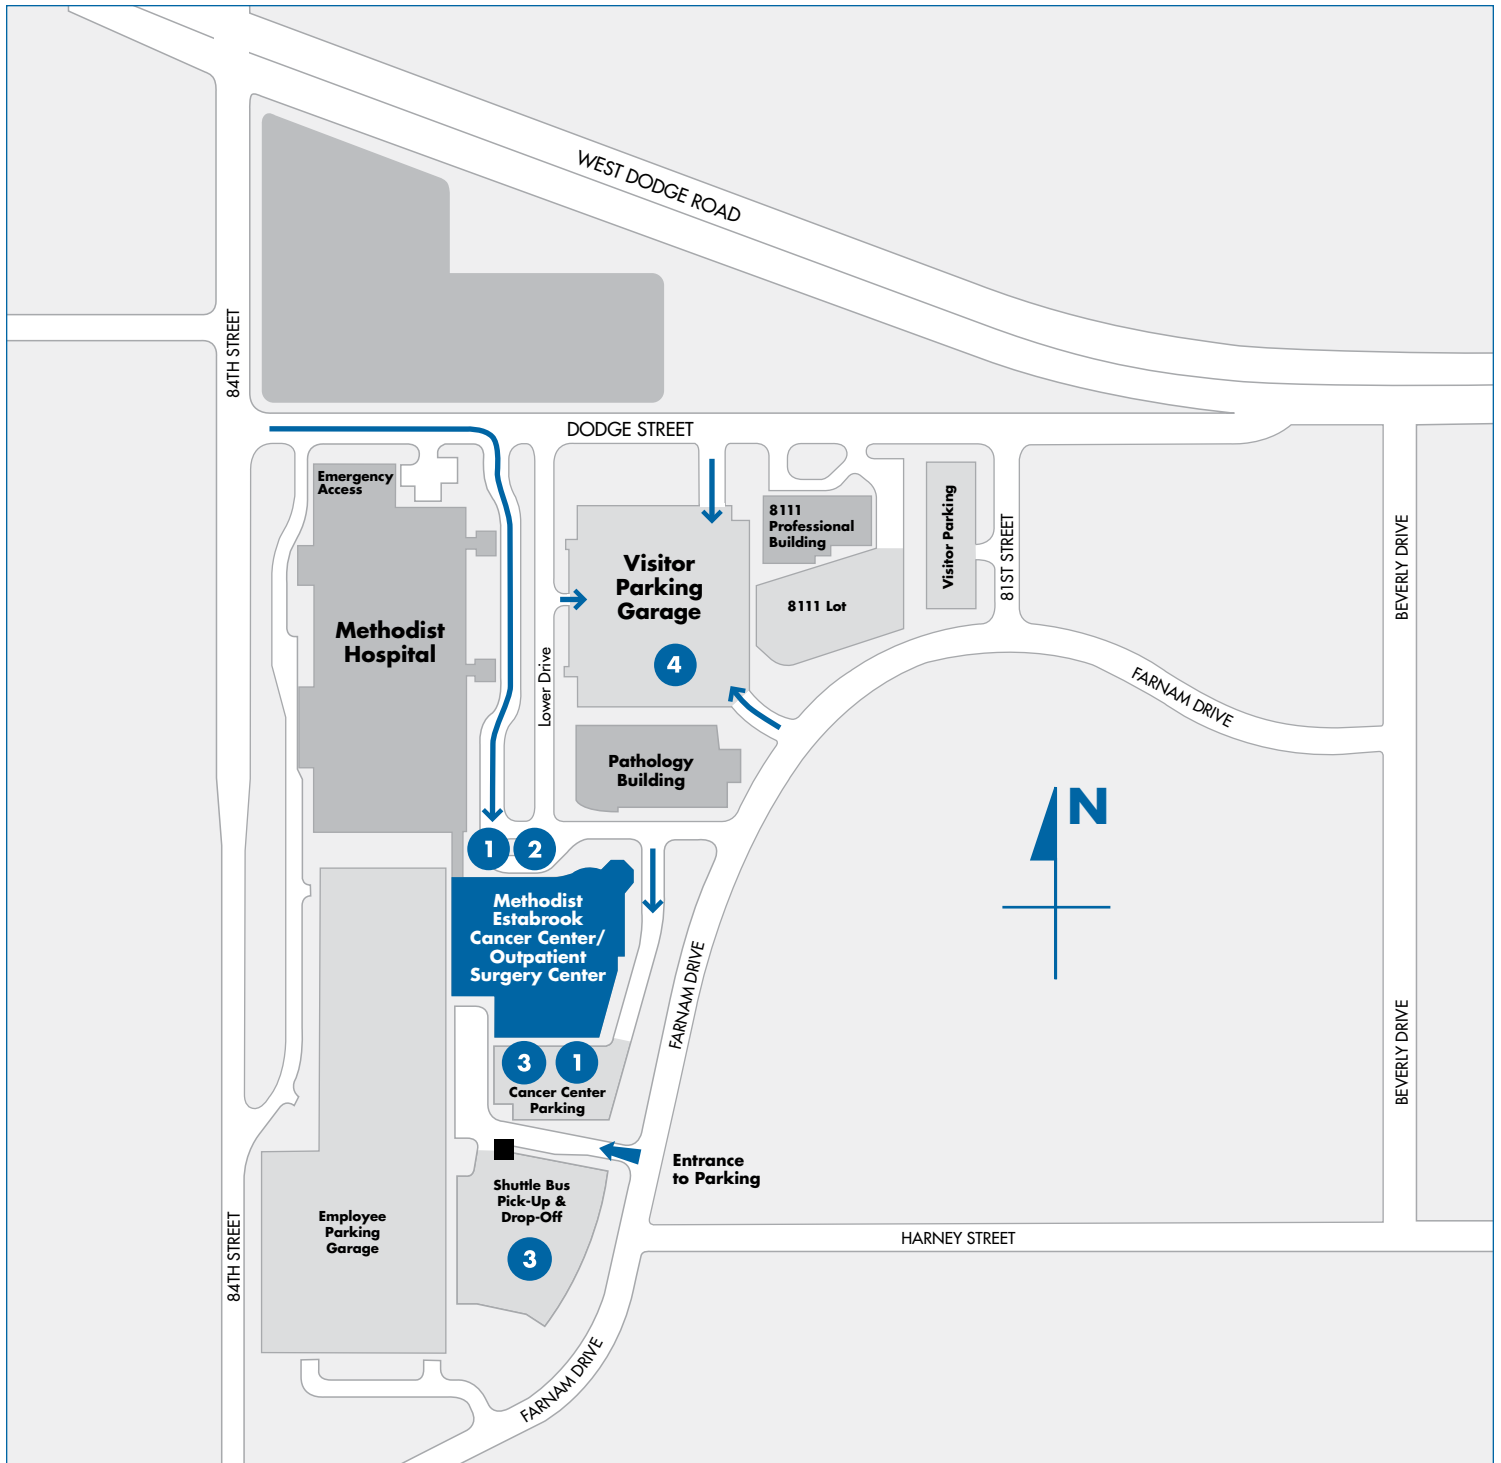 WEST DODGE ROAD
84TH STREET
DODGE STREET
Emergency
Access
8111
Professional
Building
Visitor Parking
81ST STREET
BEVERLY DRIVE
Visitor
Parking
Garage
8111 Lot
Methodist
Hospital
4
Lower Drive
FARNAM DRIVE
Pathology
Building
N
1
2
Methodist
Estabrook
Cancer Center/
Outpatient
Surgery Center
FARNAM DRIVE
BEVERLY DRIVE
3
1
Cancer Center
Parking
Entrance
to Parking
Shuttle Bus
Pick-Up &
Drop-Off
3
Employee
Parking
Garage
84TH STREET
HARNEY STREET
FARNAM DRIVE